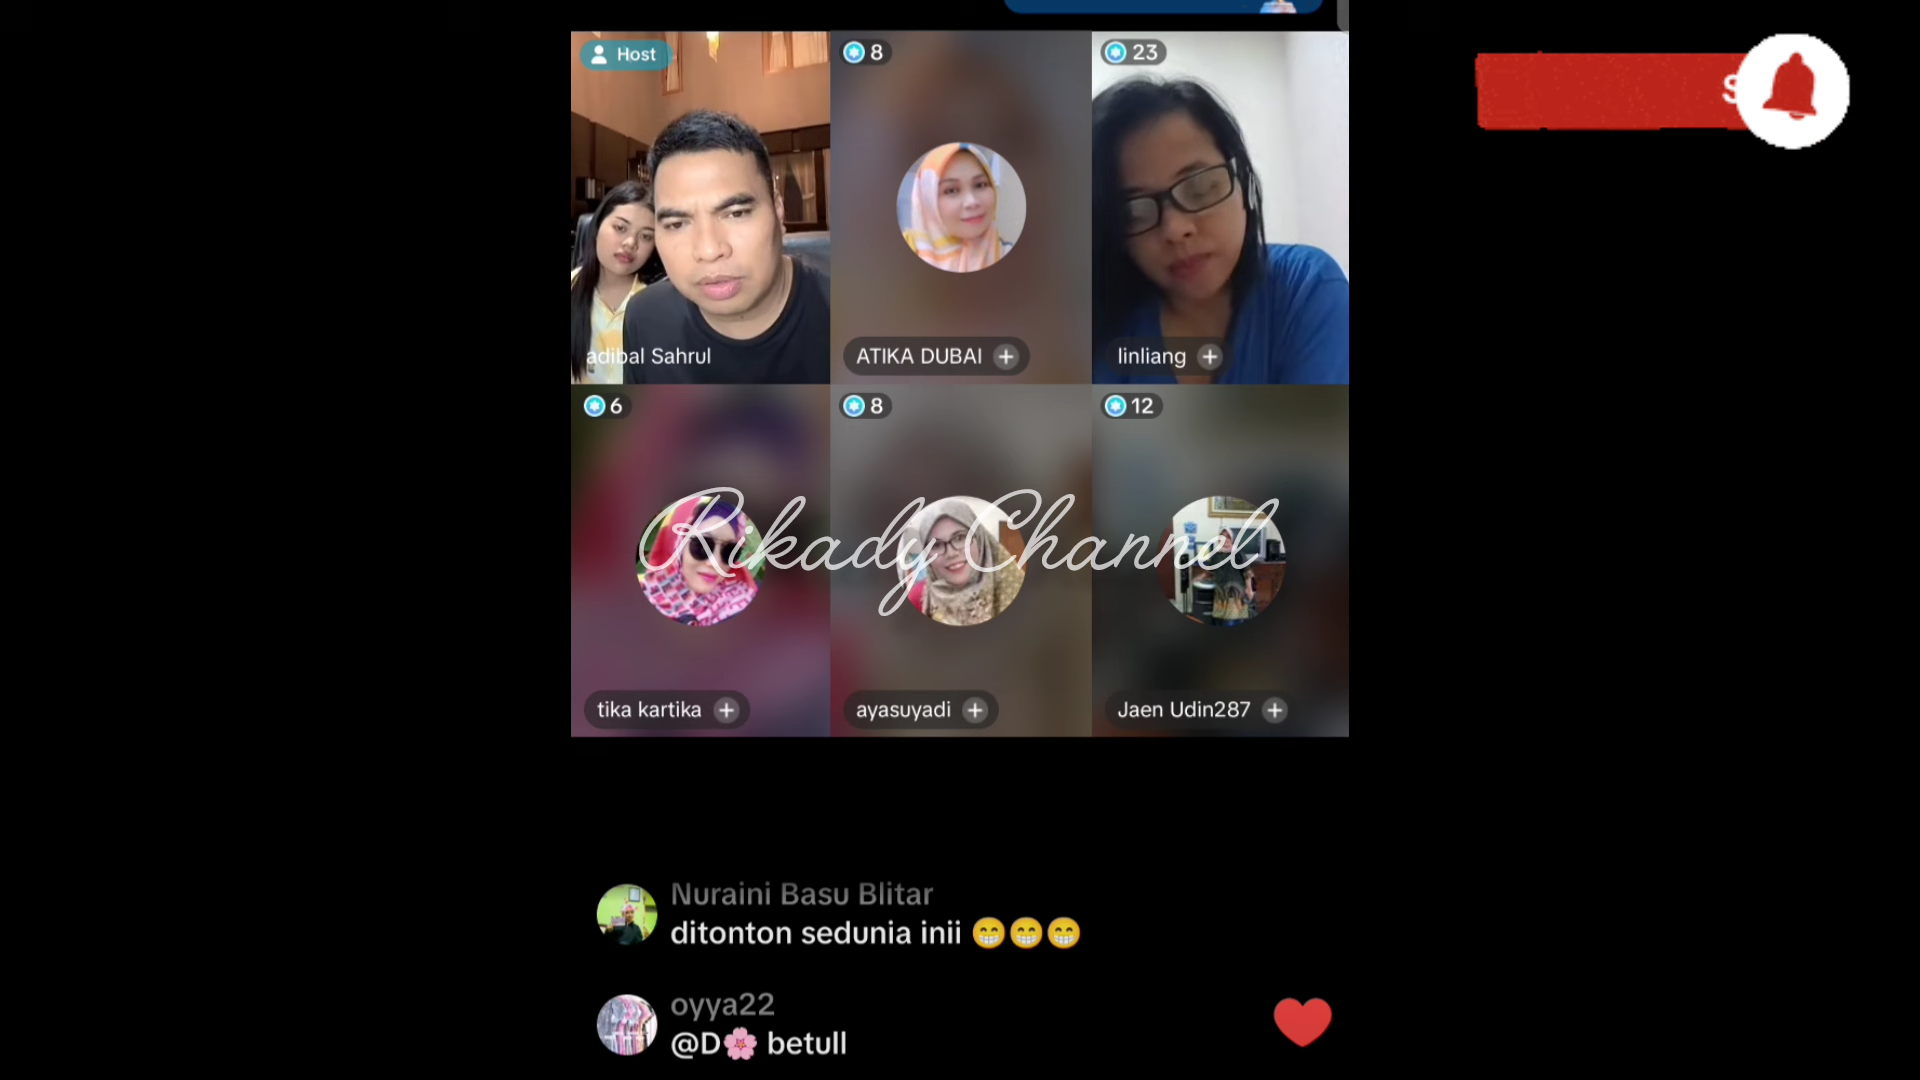 Host
8
23
adibal Sahrul
ATIKA DUBAI
linliang
6
8
12
Rikady Channel
tika kartika
ayasuyadi
Jaen Udin287
Nuraini Basu Blitar
ditonton sedunia inii 😁😁😁
oyya22
@D🌸 betull